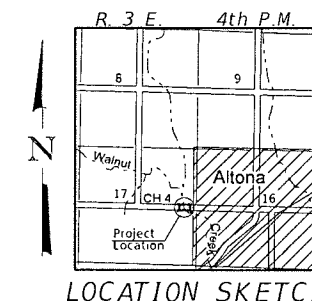 R. 3 E. 4th P.M.
8 9
N
Walnut
Altona
17 CH 4 16
Project
Location
Creek
LOCATION SKETC